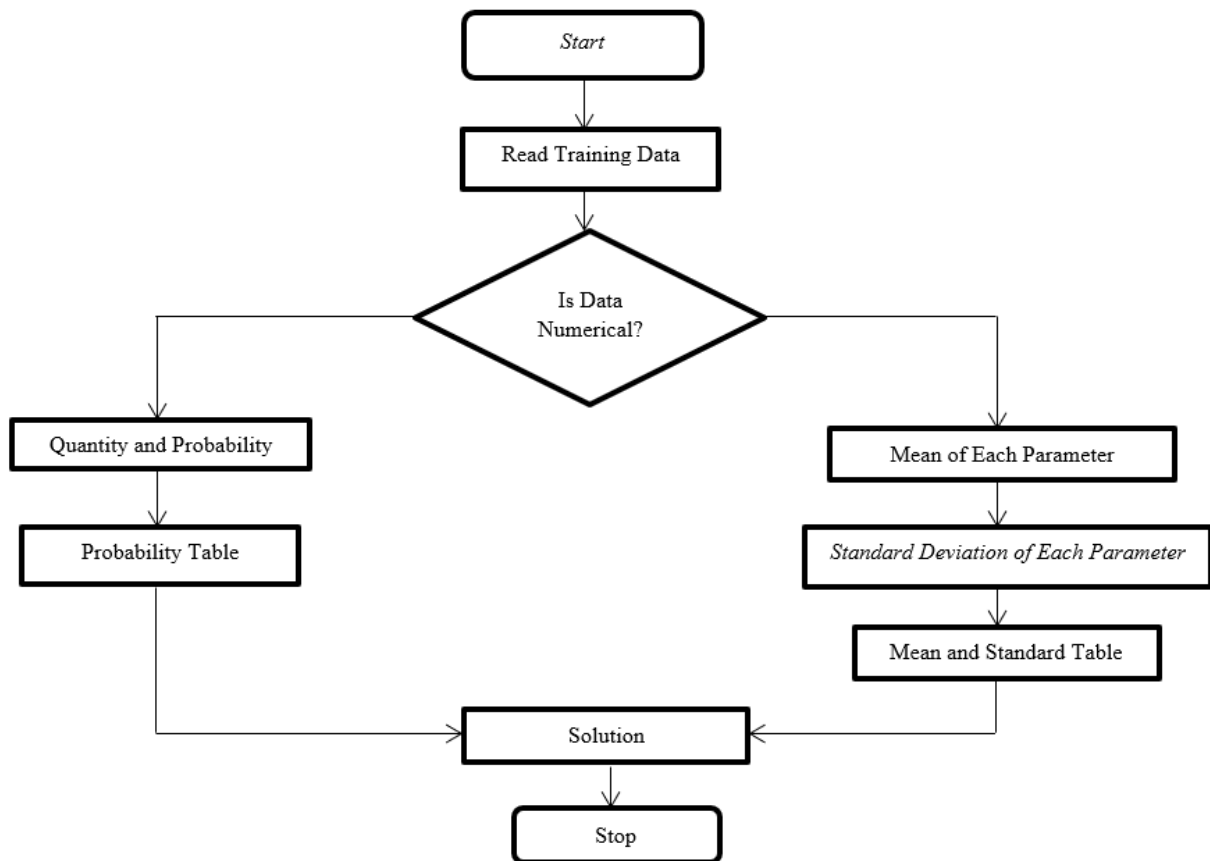 Start
Read Training Data
Is Data
Numerical?
Quantity and Probability
Probability Table
Mean of Each Parameter
Standard Deviation of Each Parameter
Mean and Standard Table
Solution
Stop